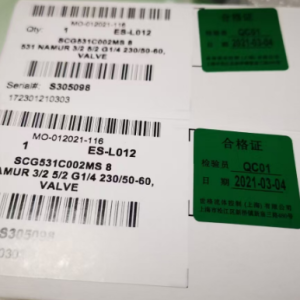 MO-012021-116
Qty: 1 ES-L012
SCG531C002MS 8
531 NAMUR 3/2 5/2 G1/4 230/50-60,
VALVE
Serial#: S305098
172301210303
合格证
QC01
2021-03-04
MO-012021-116
1 ES-L012
SCG531C002MS 8
NAMUR 3/2 5/2 G1/4 230/50-60,
VALVE
S305098
01210303
合格证
检验员 QC01
日 期 2021-03-04